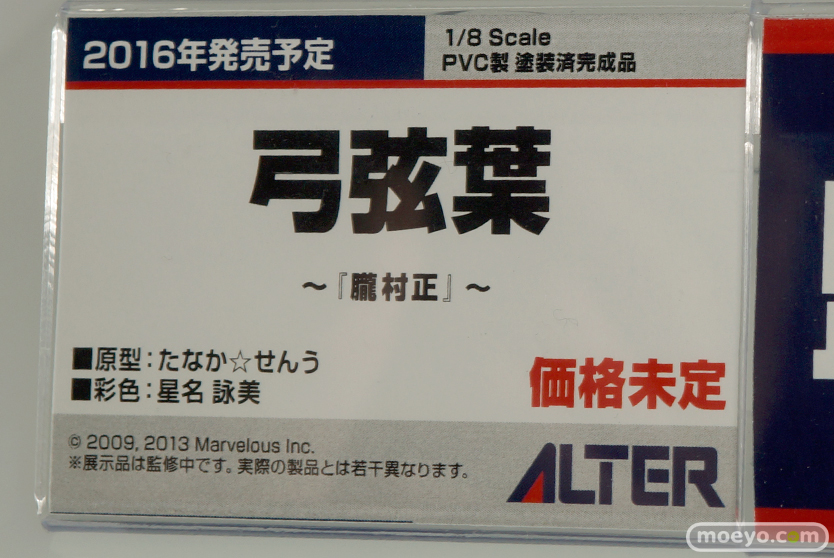 2016年発売予定
1/8 Scale
PVC製 塗装済完成品
弓弦葉
～『朧村正』～
■原型：たなか☆せんう
■彩色：星名 詠美
価格未定
© 2009, 2013 Marvelous Inc.
※展示品は監修中です。実際の製品とは若干異なります。
ALTER
moeyo.com